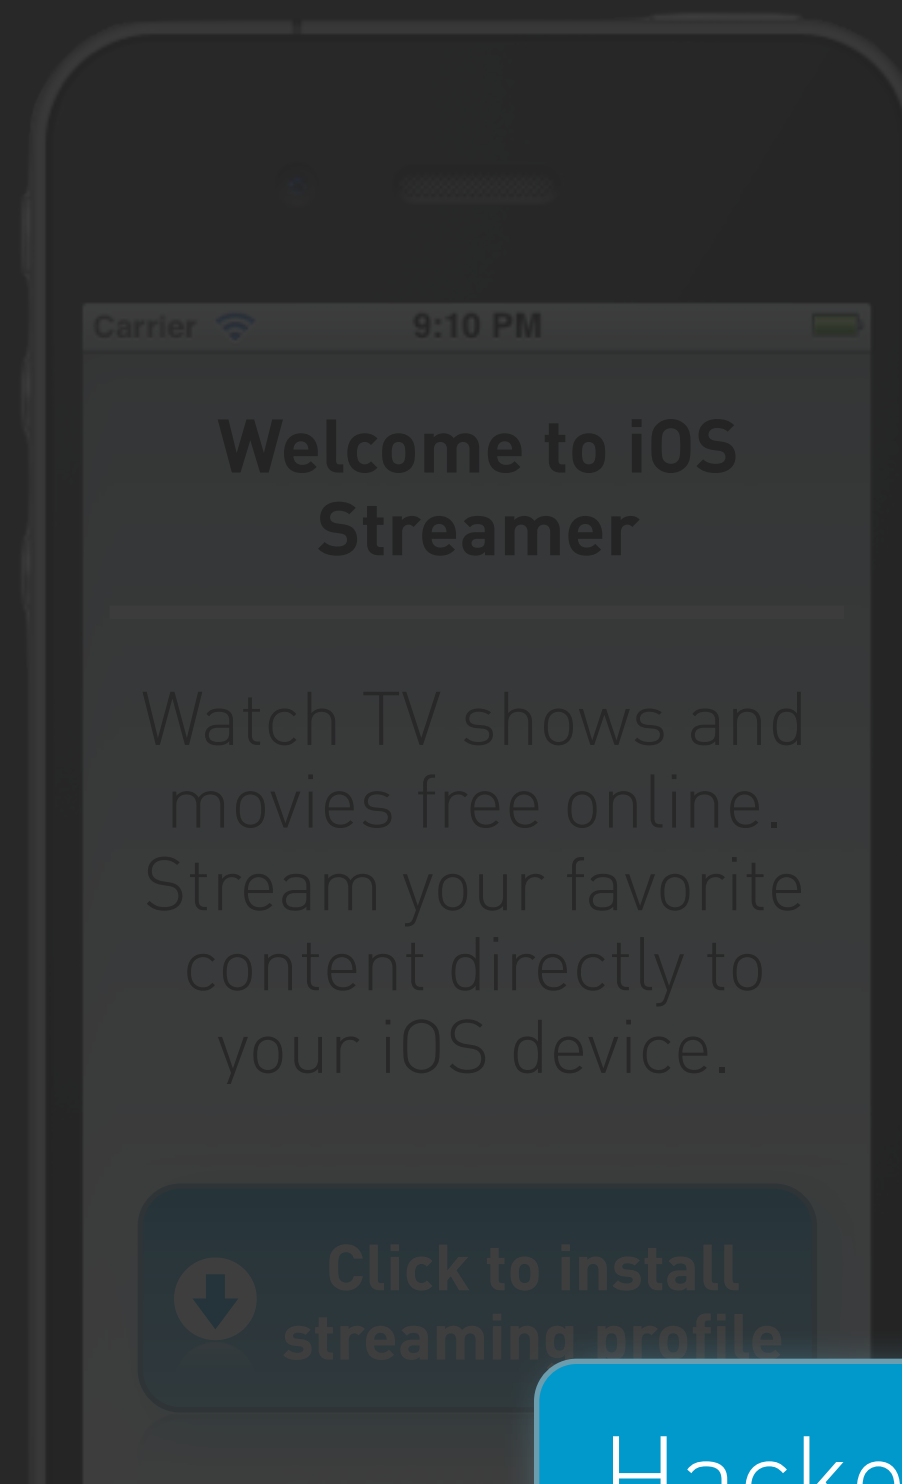 Carrier 9:10 PM
Welcome to iOS
Streamer
Watch TV shows and
movies free online.
Stream your favorite
content directly to
your iOS device.
Click to install
streaming profile